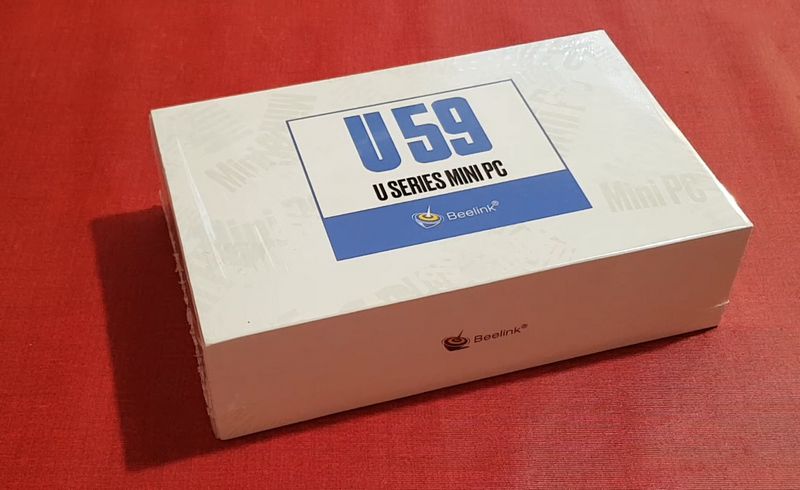 U59
U SERIES MINI PC
Beelink®
Mini PC
Beelink®